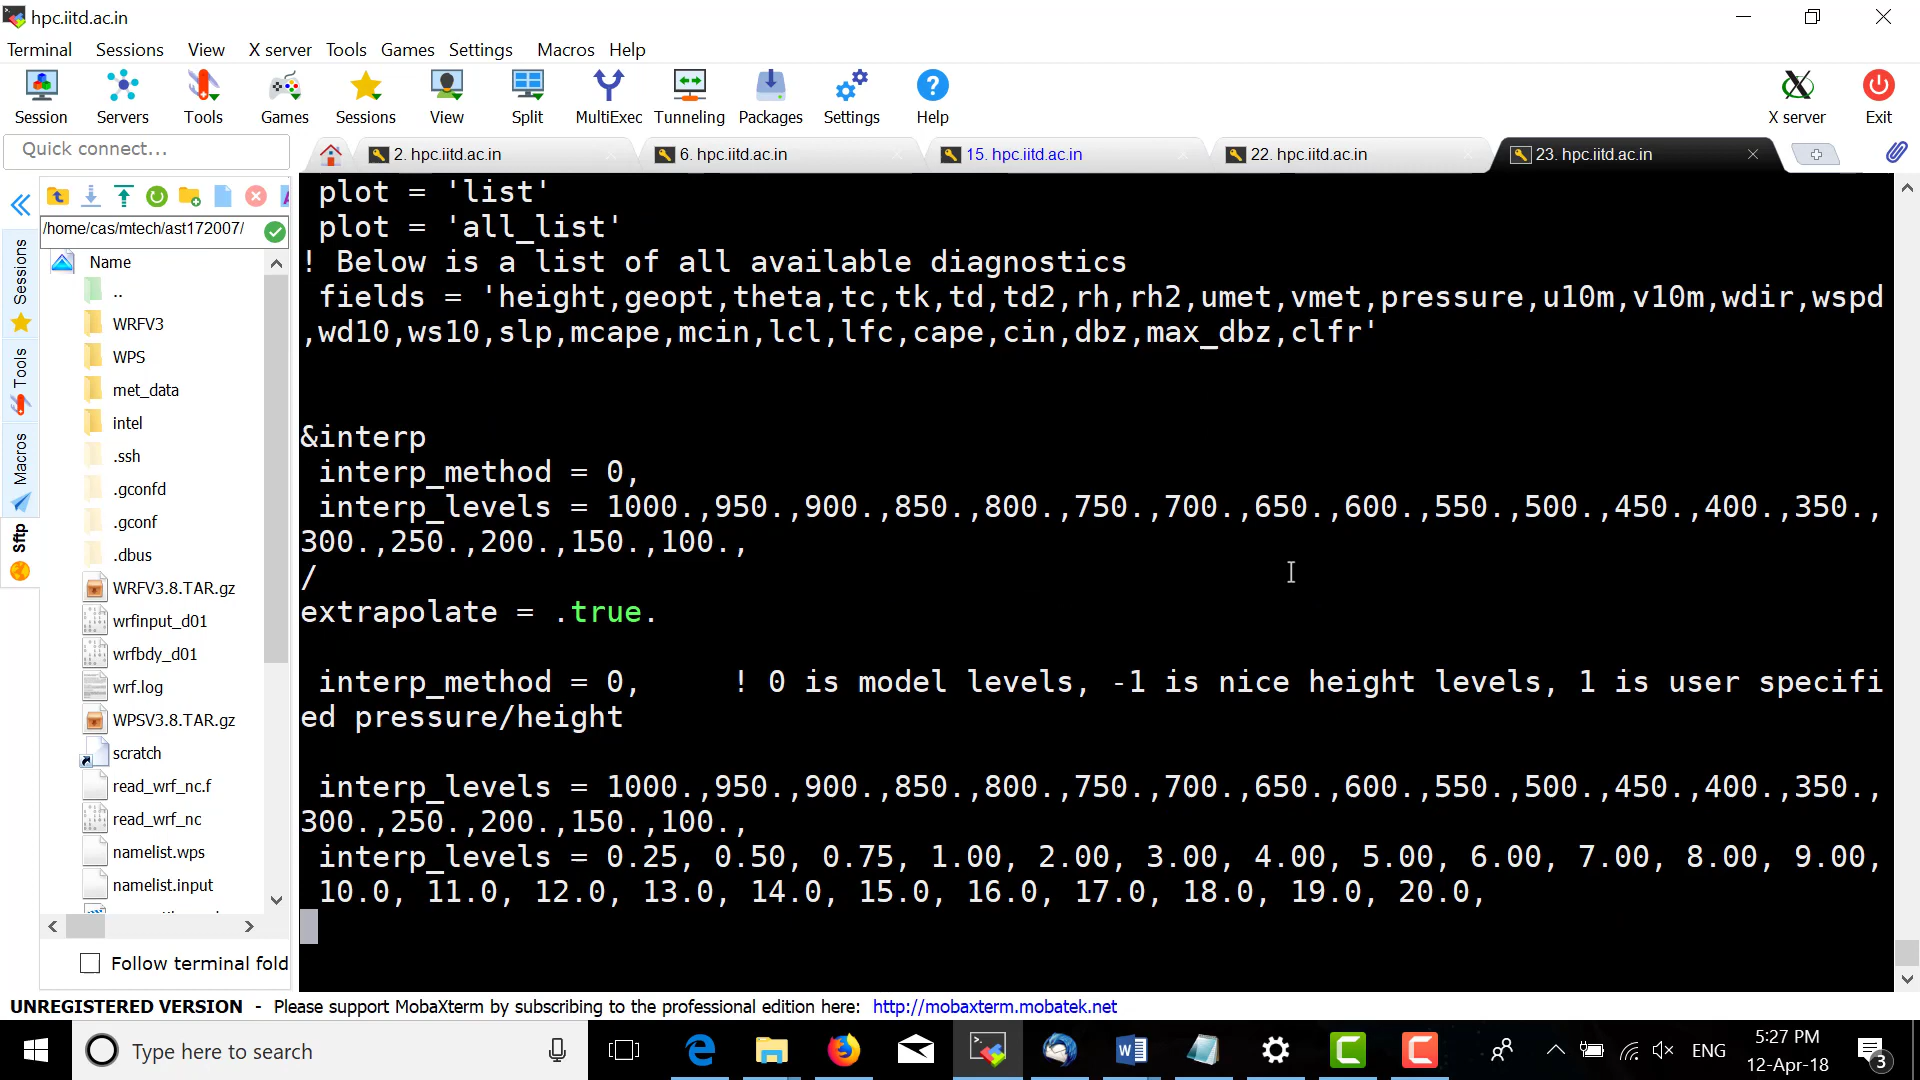 hpc.iitd.ac.in
Terminal Sessions View X server Tools Games Settings Macros Help
Session Servers Tools Games Sessions View Split MultiExec Tunneling Packages Settings Help X server Exit
Quick connect...
2. hpc.iitd.ac.in
6. hpc.iitd.ac.in
15. hpc.iitd.ac.in
22. hpc.iitd.ac.in
23. hpc.iitd.ac.in
Sessions
Tools
Macros
Sftp
/home/cas/mtech/ast172007/
Name
..
WRFV3
WPS
met_data
intel
.ssh
.gconfd
.gconf
.dbus
WRFV3.8.TAR.gz
wrfinput_d01
wrfbdy_d01
wrf.log
WPSV3.8.TAR.gz
scratch
read_wrf_nc.f
read_wrf_nc
namelist.wps
namelist.input
Follow terminal fold
plot = 'list'
plot = 'all_list'
! Below is a list of all available diagnostics
fields = 'height,geopt,theta,tc,tk,td,td2,rh,rh2,umet,vmet,pressure,u10m,v10m,wdir,wspd
,wd10,ws10,slp,mcape,mcin,lcl,lfc,cape,cin,dbz,max_dbz,clfr'
&interp
interp_method = 0,
interp_levels = 1000.,950.,900.,850.,800.,750.,700.,650.,600.,550.,500.,450.,400.,350.,
300.,250.,200.,150.,100.,
/
extrapolate = .true.
interp_method = 0,     ! 0 is model levels, -1 is nice height levels, 1 is user specifi
ed pressure/height
interp_levels = 1000.,950.,900.,850.,800.,750.,700.,650.,600.,550.,500.,450.,400.,350.,
300.,250.,200.,150.,100.,
interp_levels = 0.25, 0.50, 0.75, 1.00, 2.00, 3.00, 4.00, 5.00, 6.00, 7.00, 8.00, 9.00,
10.0, 11.0, 12.0, 13.0, 14.0, 15.0, 16.0, 17.0, 18.0, 19.0, 20.0,
UNREGISTERED VERSION - Please support MobaXterm by subscribing to the professional edition here: http://mobaxterm.mobatek.net
Type here to search
ENG
5:27 PM
12-Apr-18
3